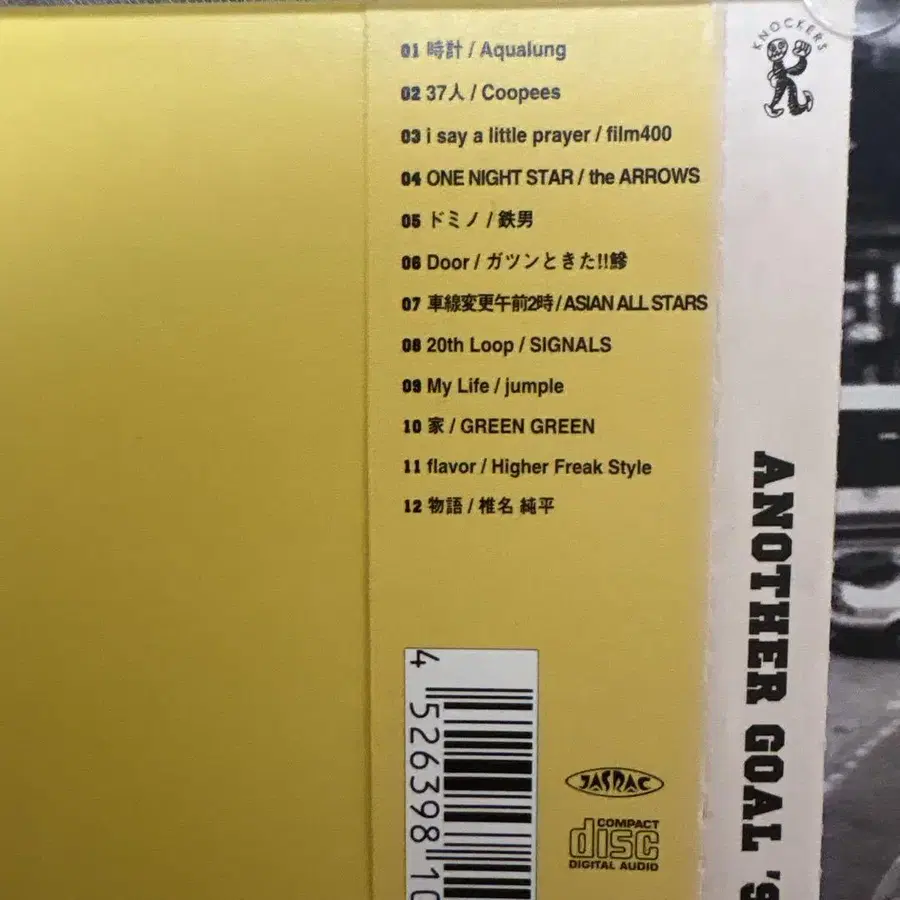 01 時計 / Aqualung
02 37人 / Coopees
03 i say a little prayer / film400
04 ONE NIGHT STAR / the ARROWS
05 ドミノ / 鉄男
06 Door / ガツンときた!!鰺
07 車線変更午前2時 / ASIAN ALL STARS
08 20th Loop / SIGNALS
09 My Life / jumple
10 家 / GREEN GREEN
11 flavor / Higher Freak Style
12 物語 / 椎名 純平
4 526398 10
JASRAC
COMPACT
disc
DIGITAL AUDIO
KNOCKERS
ANOTHER GOAL '9